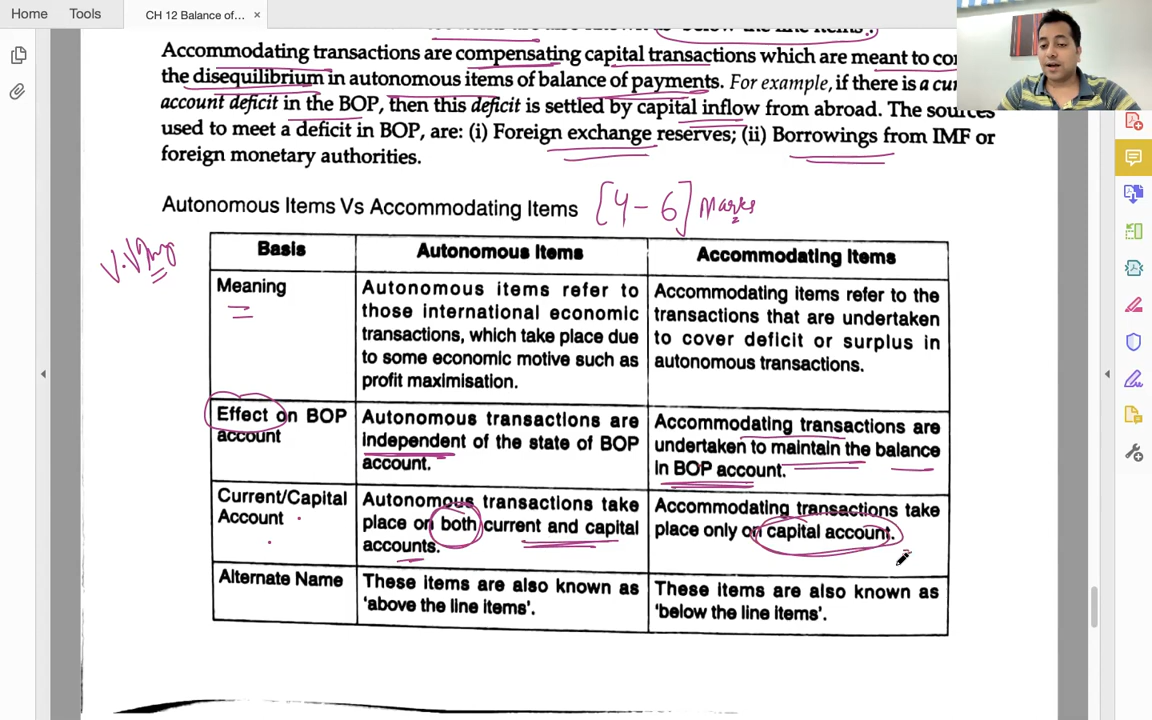 Home Tools CH 12 Balance of... ×
Accommodating transactions are compensating capital transactions which are meant to
the disequilibrium in autonomous items of balance of payments. For example, if there is a
account deficit in the BOP, then this deficit is settled by capital inflow from abroad. The sources
used to meet a deficit in BOP, are: (i) Foreign exchange reserves; (ii) Borrowings from IMF or
foreign monetary authorities.
Autonomous Items Vs Accommodating Items [4-6] Marks
V.V Imp
Basis Autonomous Items Accommodating Items
Meaning
Autonomous items refer to
those international economic
transactions, which take place due
to some economic motive such as
profit maximisation.
Accommodating items refer to the
transactions that are undertaken
to cover deficit or surplus in
autonomous transactions.
Effect on BOP
account
Autonomous transactions are
independent of the state of BOP
account.
Accommodating transactions are
undertaken to maintain the balance
in BOP account.
Current/Capital
Account
Autonomous transactions take
place on both current and capital
accounts.
Accommodating transactions take
place only on capital account.
Alternate Name
These items are also known as
'above the line items'.
These items are also known as
'below the line items'.